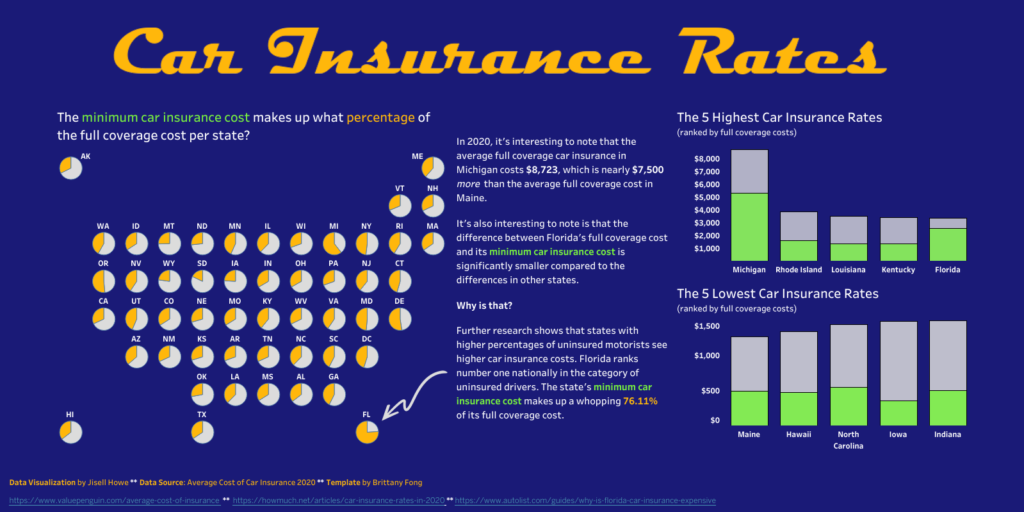 Car Insurance Rates
The minimum car insurance cost makes up what percentage of
the full coverage cost per state?
AK
ME
VT NH
WA ID MT ND MN IL WI MI NY RI MA
OR NV WY SD IA IN OH PA NJ CT
CA UT CO NE MO KY WV VA MD DE
AZ NM KS AR TN NC SC DC
OK LA MS AL GA
HI TX FL
In 2020, it's interesting to note that the
average full coverage car insurance in
Michigan costs $8,723, which is nearly $7,500
more than the average full coverage cost in
Maine.
It's also interesting to note is that the
difference between Florida's full coverage cost
and its minimum car insurance cost is
significantly smaller compared to the
differences in other states.
Why is that?
Further research shows that states with
higher percentages of uninsured motorists see
higher car insurance costs. Florida ranks
number one nationally in the category of
uninsured drivers. The state's minimum car
insurance cost makes up a whopping 76.11%
of its full coverage cost.
The 5 Highest Car Insurance Rates
(ranked by full coverage costs)
$8,000
$7,000
$6,000
$5,000
$4,000
$3,000
$2,000
$1,000
Michigan Rhode Island Louisiana Kentucky Florida
The 5 Lowest Car Insurance Rates
(ranked by full coverage costs)
$1,500
$1,000
$500
$0
Maine Hawaii North Iowa Indiana
Carolina
Data Visualization by Jisell Howe ** Data Source: Average Cost of Car Insurance 2020 ** Template by Brittany Fong
https://www.valuepenguin.com/average-cost-of-insurance ** https://howmuch.net/articles/car-insurance-rates-in-2020 ** https://www.autolist.com/guides/why-is-florida-car-insurance-expensive